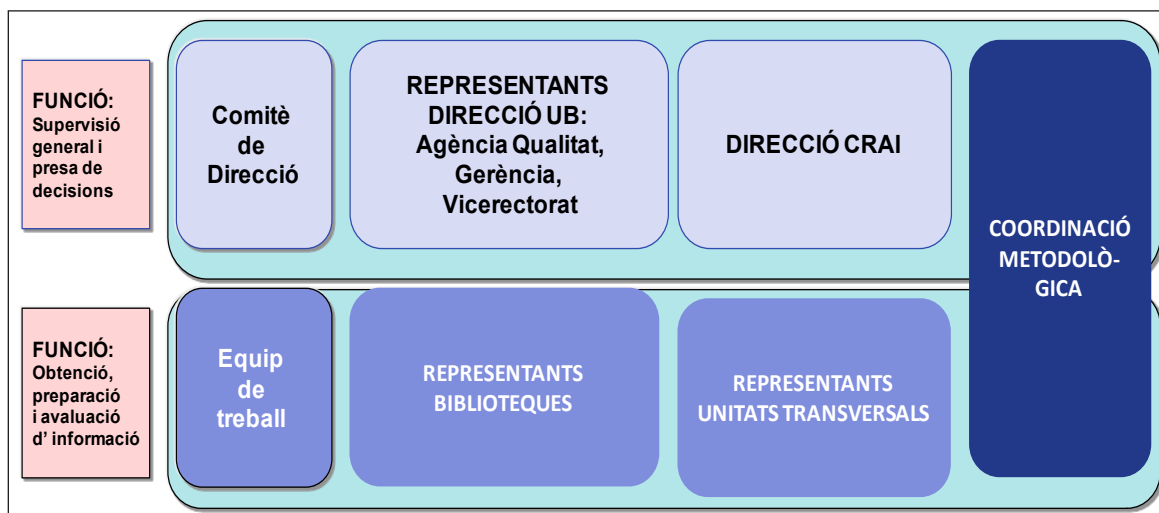 FUNCIÓ:
Supervisió
general i
presa de
decisions
Comitè
de
Direcció
REPRESENTANTS
DIRECCIÓ UB:
Agència Qualitat,
Gerència,
Vicerectorat
DIRECCIÓ CRAI
COORDINACIÓ
METODOLÒ-
GICA
FUNCIÓ:
Obtenció,
preparació
i avaluació
d’ informació
Equip
de
treball
REPRESENTANTS
BIBLIOTEQUES
REPRESENTANTS
UNITATS TRANSVERSALS